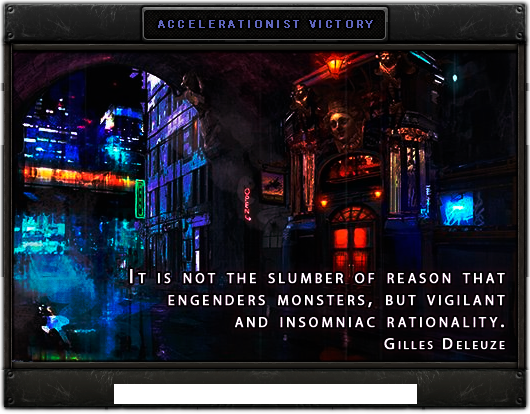 ACCELERATIONIST VICTORY
IT IS NOT THE SLUMBER OF REASON THAT
ENGENDERS MONSTERS, BUT VIGILANT
AND INSOMNIAC RATIONALITY.
GILLES DELEUZE